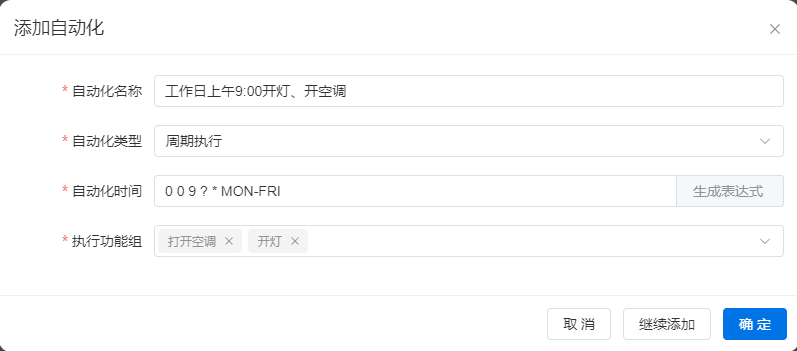 添加自动化
* 自动化名称 工作日上午9:00开灯、开空调
* 自动化类型 周期执行
* 自动化时间 0 0 9 ? * MON-FRI 生成表达式
* 执行功能组 打开空调 开灯
取 消 继续添加 确 定